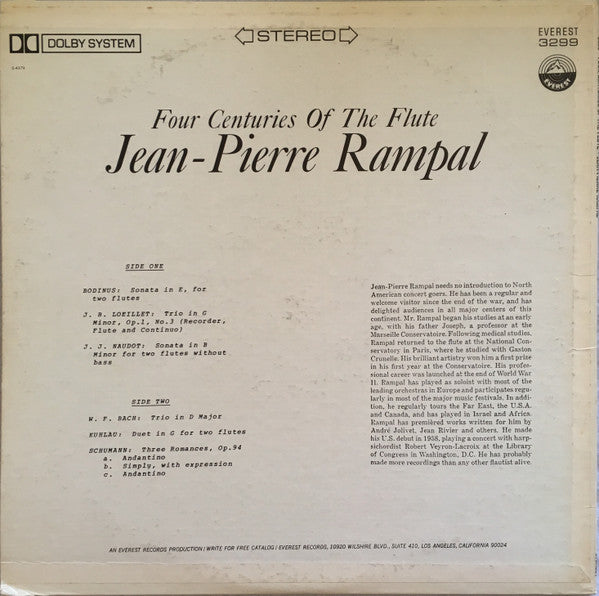 DOLBY SYSTEM
STEREO
EVEREST
3299
EVEREST
Four Centuries Of The Flute
Jean-Pierre Rampal
SIDE ONE
BODINUS: Sonata in E, for
two flutes
J. B. LOEILLET: Trio in G
Minor, Op.1, No.3 (Recorder,
Flute and Continuo)
J. J. NAUDOT: Sonata in B
Minor for two flutes without
bass
SIDE TWO
W. F. BACH: Trio in D Major
KUHLAU: Duet in G for two flutes
SCHUMANN: Three Romances, Op.94
a. Andantino
b. Simply, with expression
c. Andantino
Jean-Pierre Rampal needs no introduction to North
American concert goers. He has been a regular and
welcome visitor since the end of the war, and has
delighted audiences in all major centers of this
continent. Mr. Rampal began his studies at an early
age, with his father Joseph, a professor at the
Marseille Conservatoire. Following medical studies,
Rampal returned to the flute at the National Con-
servatory in Paris, where he studied with Gaston
Crunelle. His brilliant artistry won him a first prize
in his first year at the Conservatoire. His pro-
fessional career was launched at the end of World War
II. Rampal has played as soloist with most of the
leading orchestras in Europe and participates regu-
larly in most of the major music festivals. In addi-
tion, he regularly tours the Far East, the U.S.A.
and Canada, and has played in Israel and Africa.
Rampal has premièred works written for him by
André Jolivet, Jean Rivier and others. He made
his U.S. debut in 1958, playing a concert with harp-
sichordist Robert Veyron-Lacroix, at the Library
of Congress in Washington, D.C. He has probably
made more recordings than any other flautist alive.
AN EVEREST RECORDS PRODUCTION / WRITE FOR FREE CATALOG / EVEREST RECORDS, 10920 WILSHIRE BLVD., SUITE 410, LOS ANGELES, CALIFORNIA 90024